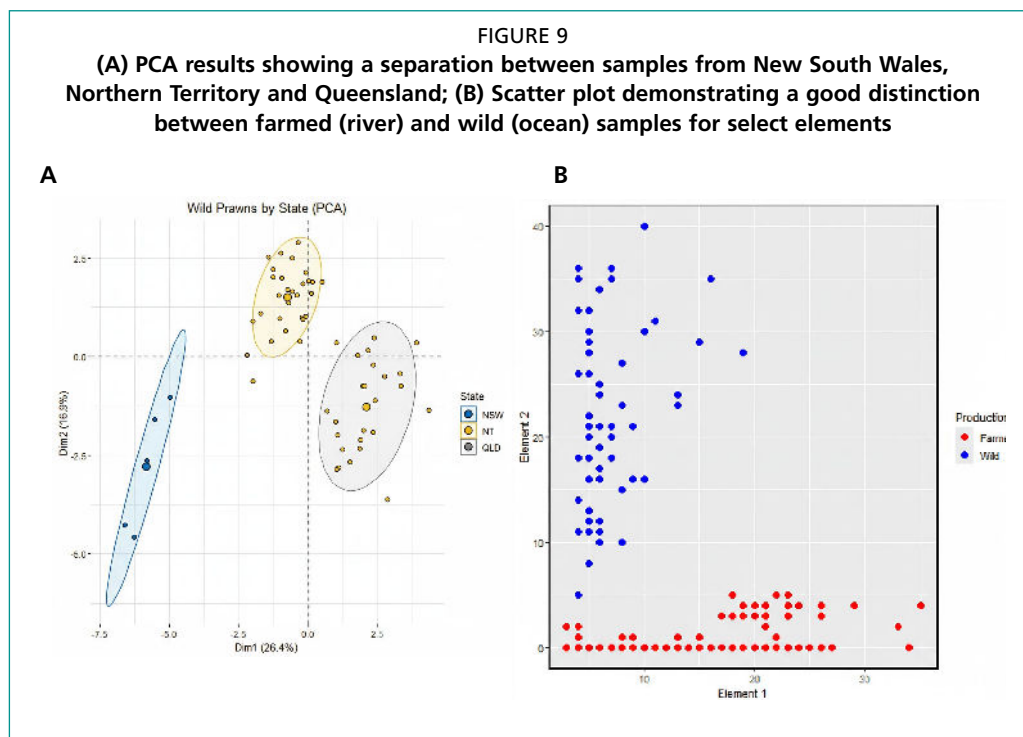 FIGURE 9
(A) PCA results showing a separation between samples from New South Wales,
Northern Territory and Queensland; (B) Scatter plot demonstrating a good distinction
between farmed (river) and wild (ocean) samples for select elements
A
Wild Prawns by State (PCA)
2.5
0.0
-2.5
-5.0
Dim2 (16.9%)
-7.5 -5.0 -2.5 0.0 2.5
Dim1 (26.4%)
State
NSW
NT
QLD
B
40
30
20
10
0
Element 2
10 20 30
Element 1
Production
Farme
Wild